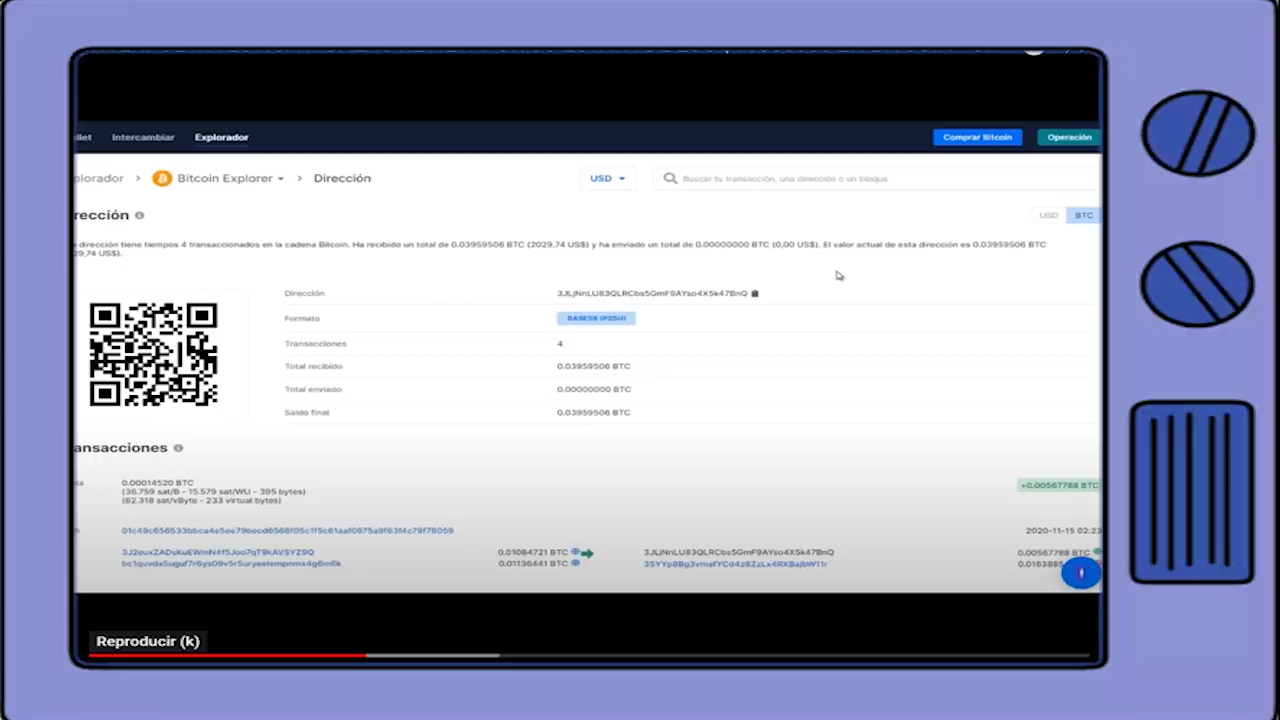 llet Intercambiar Explorador Comprar Bitcoin Operación
plorador > Bitcoin Explorer > Dirección USD Buscar tu transacción, una dirección o un bloque
rección USD BTC
dirección tiene tiempos 4 transaccionados en la cadena Bitcoin. Ha recibido un total de 0.03959506 BTC (2029,74 US$) y ha enviado un total de 0.00000000 BTC (0,00 US$). El valor actual de esta dirección es 0.03959506 BTC
29,74 US$).
Dirección
Formato BASE58 (P2SH)
Transacciones 4
Total recibido 0.03959506 BTC
Total enviado 0.00000000 BTC
Saldo final 0.03959506 BTC
ansacciones
0.00014520 BTC +0.00567788 BTC
(36.759 sat/B - 15.579 sat/WU - 395 bytes)
(62.318 sat/vByte - 233 virtual bytes)
2020-11-15 02:23
0.01084721 BTC 0.00567788 BTC
0.01136441 BTC 0.0163885
Reproducir (k)